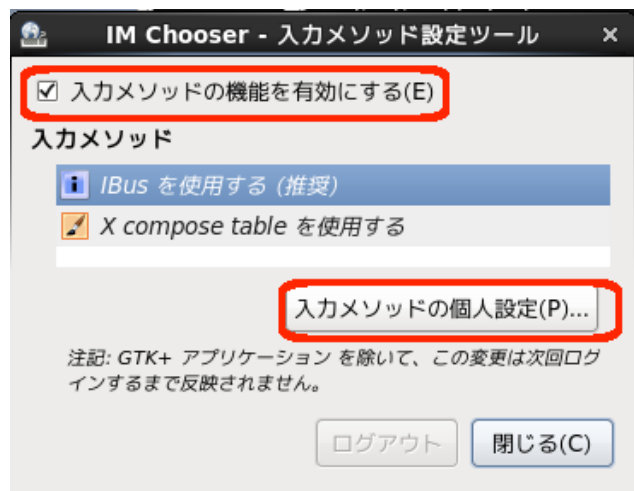 IM Chooser - 入力メソッド設定ツール
入力メソッドの機能を有効にする(E)
入力メソッド
IBus を使用する (推奨)
X compose table を使用する
入力メソッドの個人設定(P)...
注記: GTK+ アプリケーション を除いて、この変更は次回ログ
インするまで反映されません。
ログアウト
閉じる(C)